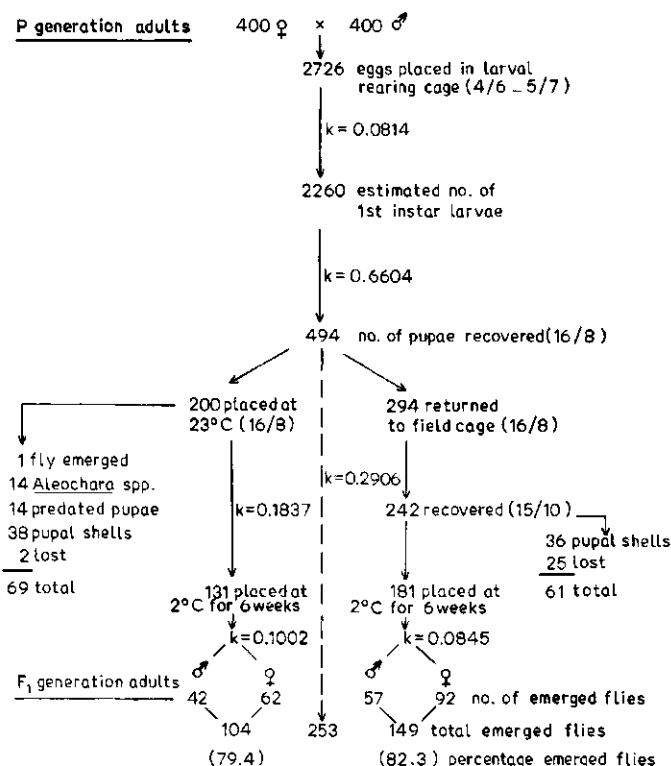 P generation adults 400 ♀ × 400 ♂
2726 eggs placed in larval
rearing cage (4/6 – 5/7)
k = 0.0814
2260 estimated no. of
1st instar larvae
k = 0.6604
494 no. of pupae recovered (16/8)
200 placed at
23°C (16/8)
294 returned
to field cage (16/8)
1 fly emerged
14 Aleochara spp.
14 predated pupae
38 pupal shells
2 lost
69 total
k=0.1837
k=0.2906
242 recovered (15/10)
36 pupal shells
25 lost
61 total
131 placed at
2°C for 6 weeks
181 placed at
2°C for 6 weeks
k=0.1002
k=0.0845
♂ ♀ ♂ ♀
F1 generation adults 42 62 57 92 no. of emerged flies
104 253 149 total emerged flies
(79.4) (82.3) percentage emerged flies